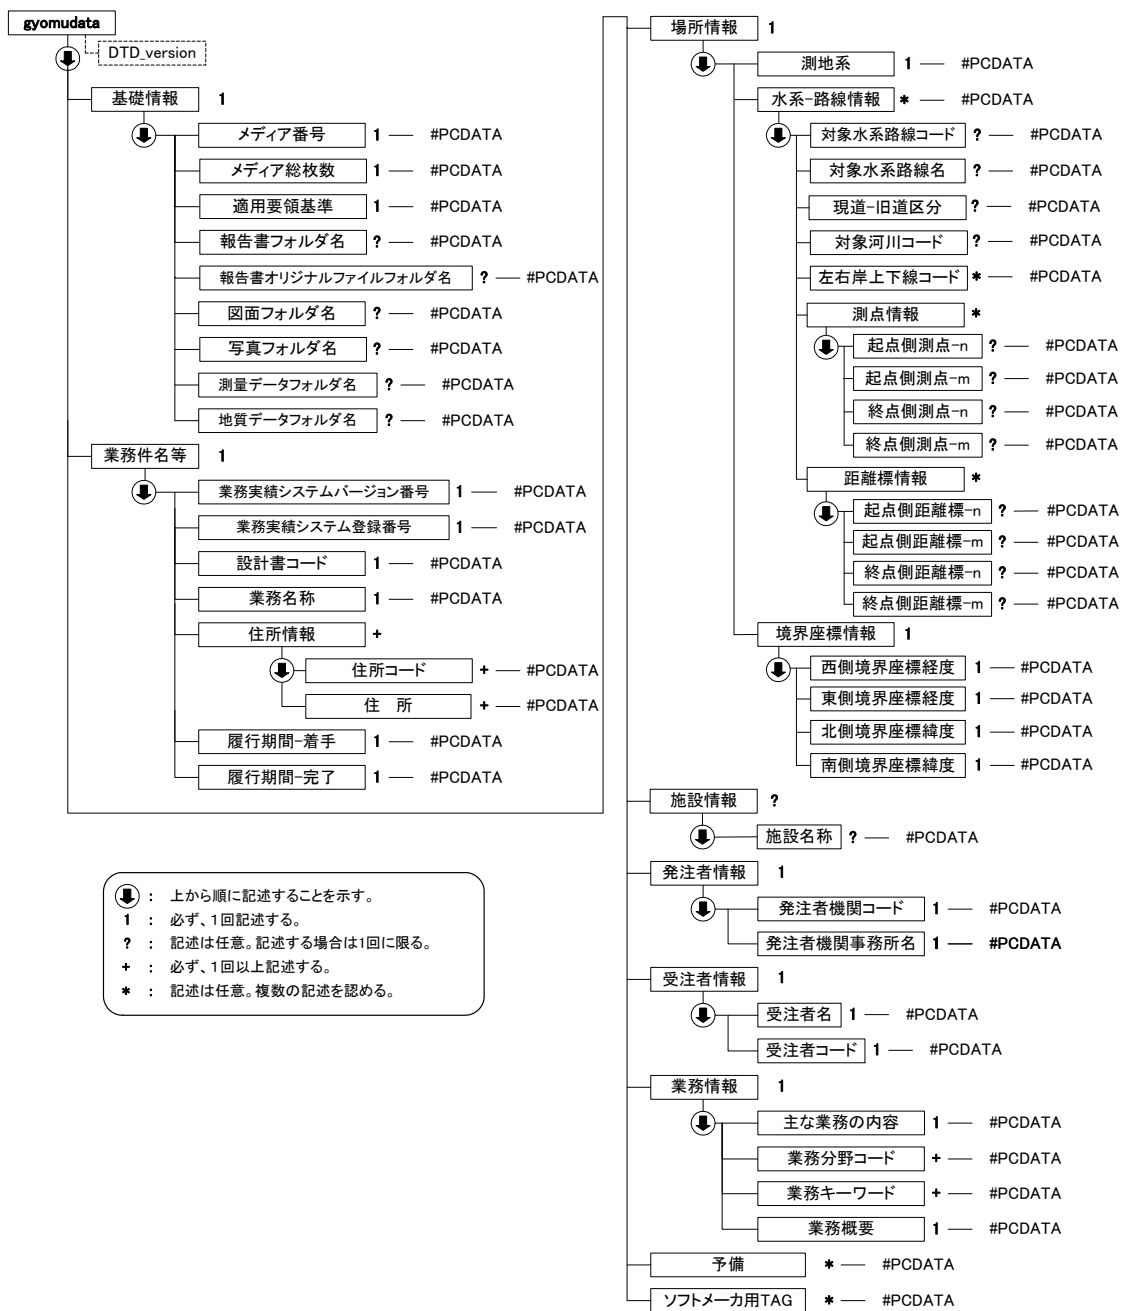 gyomudata
DTD_version
基礎情報 1
メディア番号 1 #PCDATA
メディア総枚数 1 #PCDATA
適用要領基準 1 #PCDATA
報告書フォルダ名 ? #PCDATA
報告書オリジナルファイルフォルダ名 ? #PCDATA
図面フォルダ名 ? #PCDATA
写真フォルダ名 ? #PCDATA
測量データフォルダ名 ? #PCDATA
地質データフォルダ名 ? #PCDATA
業務件名等 1
業務実績システムバージョン番号 1 #PCDATA
業務実績システム登録番号 1 #PCDATA
設計書コード 1 #PCDATA
業務名称 1 #PCDATA
住所情報 +
住所コード + #PCDATA
住 所 + #PCDATA
履行期間-着手 1 #PCDATA
履行期間-完了 1 #PCDATA
: 上から順に記述することを示す。
1 : 必ず、1回記述する。
? : 記述は任意。記述する場合は1回に限る。
+ : 必ず、1回以上記述する。
* : 記述は任意。複数の記述を認める。
場所情報 1
測地系 1 #PCDATA
水系-路線情報 * #PCDATA
対象水系路線コード ? #PCDATA
対象水系路線名 ? #PCDATA
現道-旧道区分 ? #PCDATA
対象河川コード ? #PCDATA
左右岸上下線コード * #PCDATA
測点情報 *
起点側測点-n ? #PCDATA
起点側測点-m ? #PCDATA
終点側測点-n ? #PCDATA
終点側測点-m ? #PCDATA
距離標情報 *
起点側距離標-n ? #PCDATA
起点側距離標-m ? #PCDATA
終点側距離標-n ? #PCDATA
終点側距離標-m ? #PCDATA
境界座標情報 1
西側境界座標経度 1 #PCDATA
東側境界座標経度 1 #PCDATA
北側境界座標緯度 1 #PCDATA
南側境界座標緯度 1 #PCDATA
施設情報 ?
施設名称 ? #PCDATA
発注者情報 1
発注者機関コード 1 #PCDATA
発注者機関事務所名 1 #PCDATA
受注者情報 1
受注者名 1 #PCDATA
受注者コード 1 #PCDATA
業務情報 1
主な業務の内容 1 #PCDATA
業務分野コード + #PCDATA
業務キーワード + #PCDATA
業務概要 1 #PCDATA
予備 * #PCDATA
ソフトメーカ用TAG * #PCDATA